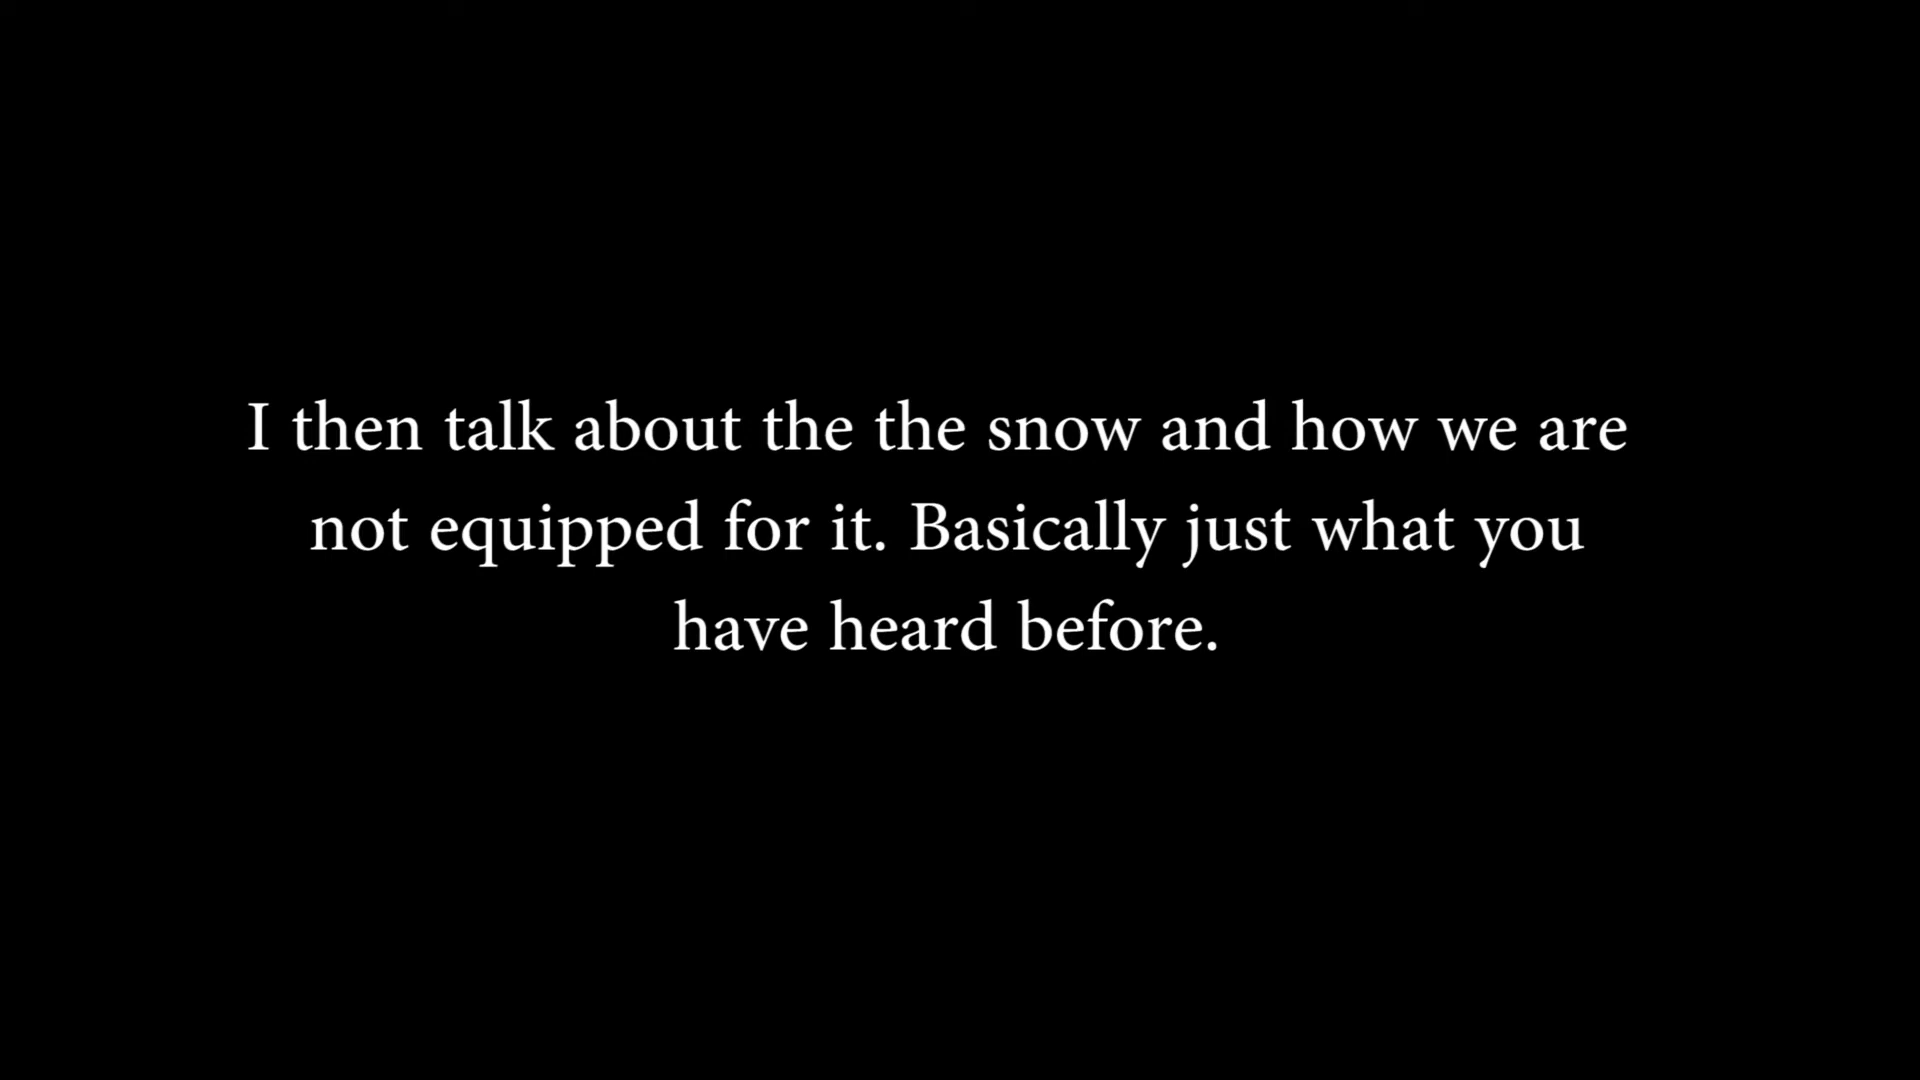 I then talk about the the snow and how we are
not equipped for it. Basically just what you
have heard before.